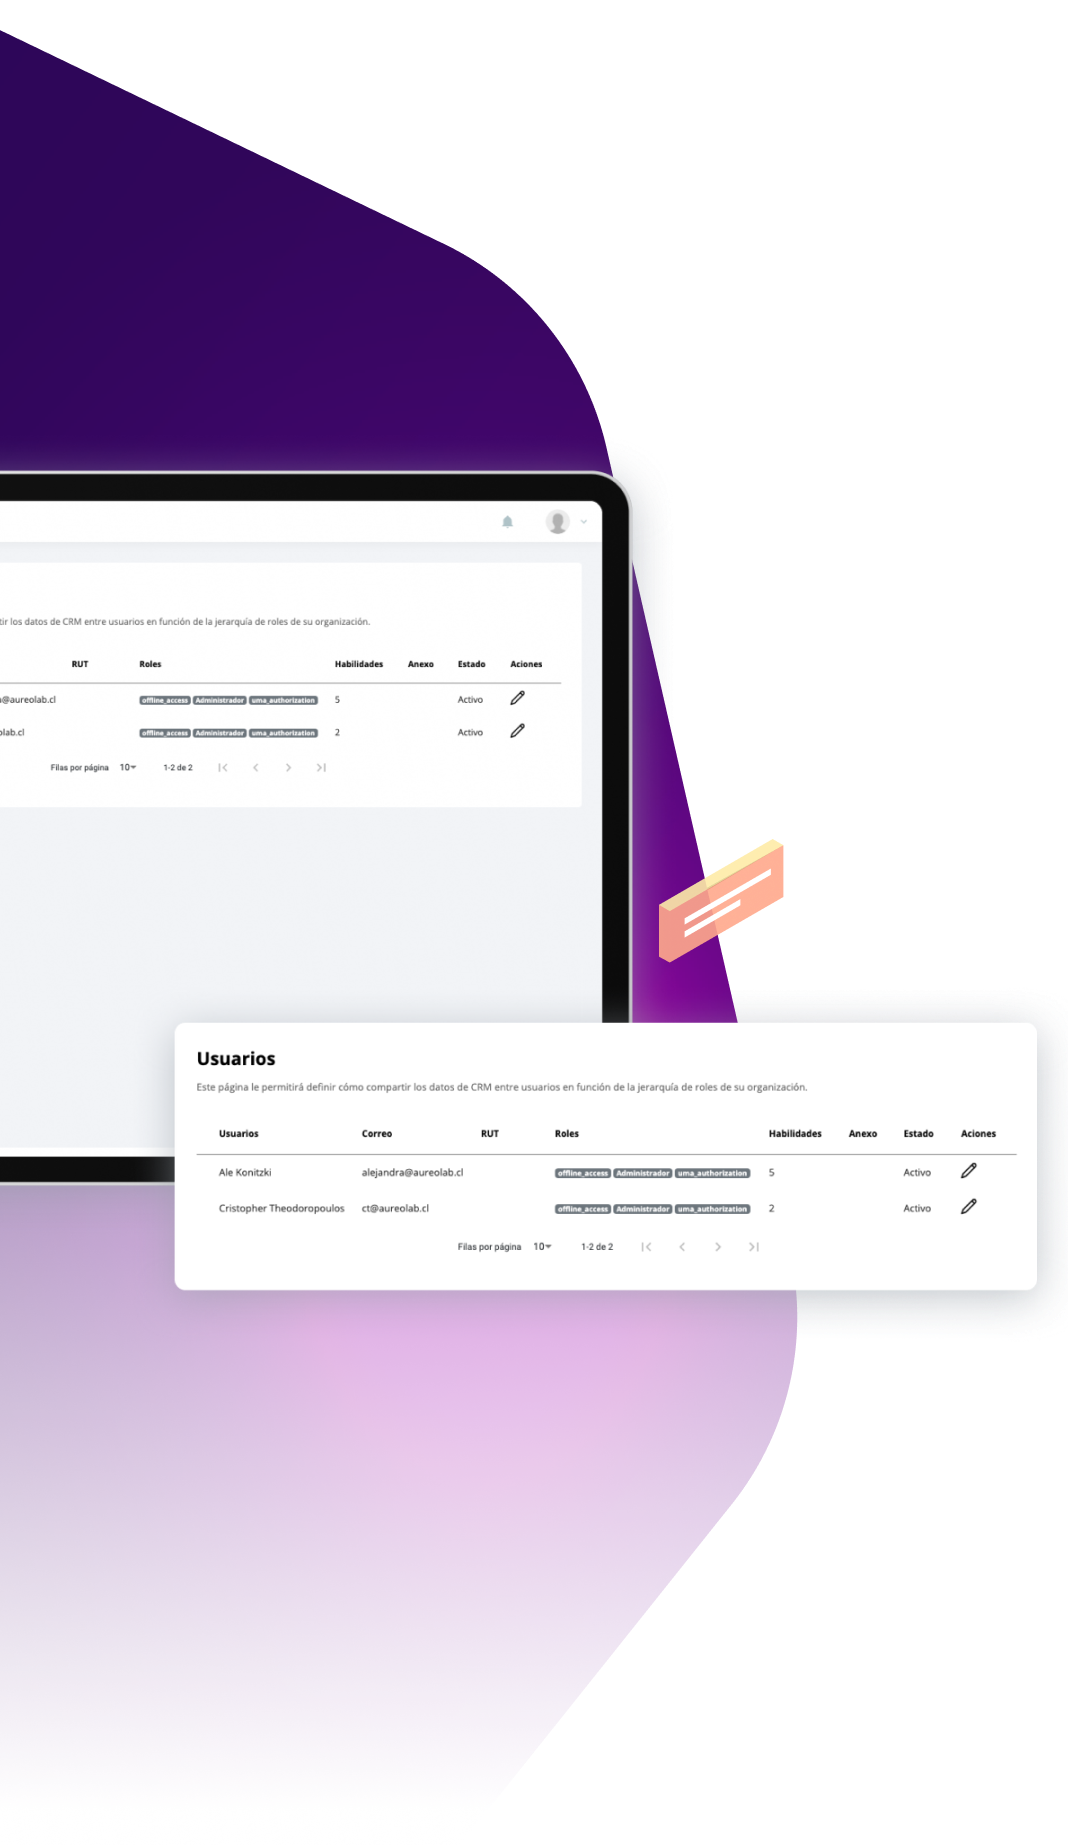 tir los datos de CRM entre usuarios en función de la jerarquía de roles de su organización.
RUT Roles Habilidades Anexo Estado Aciones
@aureolab.cl offline_access Administrador uma_authorization 5 Activo
lab.cl offline_access Administrador uma_authorization 2 Activo
Filas por página 10 1-2 de 2
Usuarios
Este página le permitirá definir cómo compartir los datos de CRM entre usuarios en función de la jerarquía de roles de su organización.
Usuarios Correo RUT Roles Habilidades Anexo Estado Aciones
Ale Konitzki alejandra@aureolab.cl offline_access Administrador uma_authorization 5 Activo
Cristopher Theodoropoulos ct@aureolab.cl offline_access Administrador uma_authorization 2 Activo
Filas por página 10 1-2 de 2